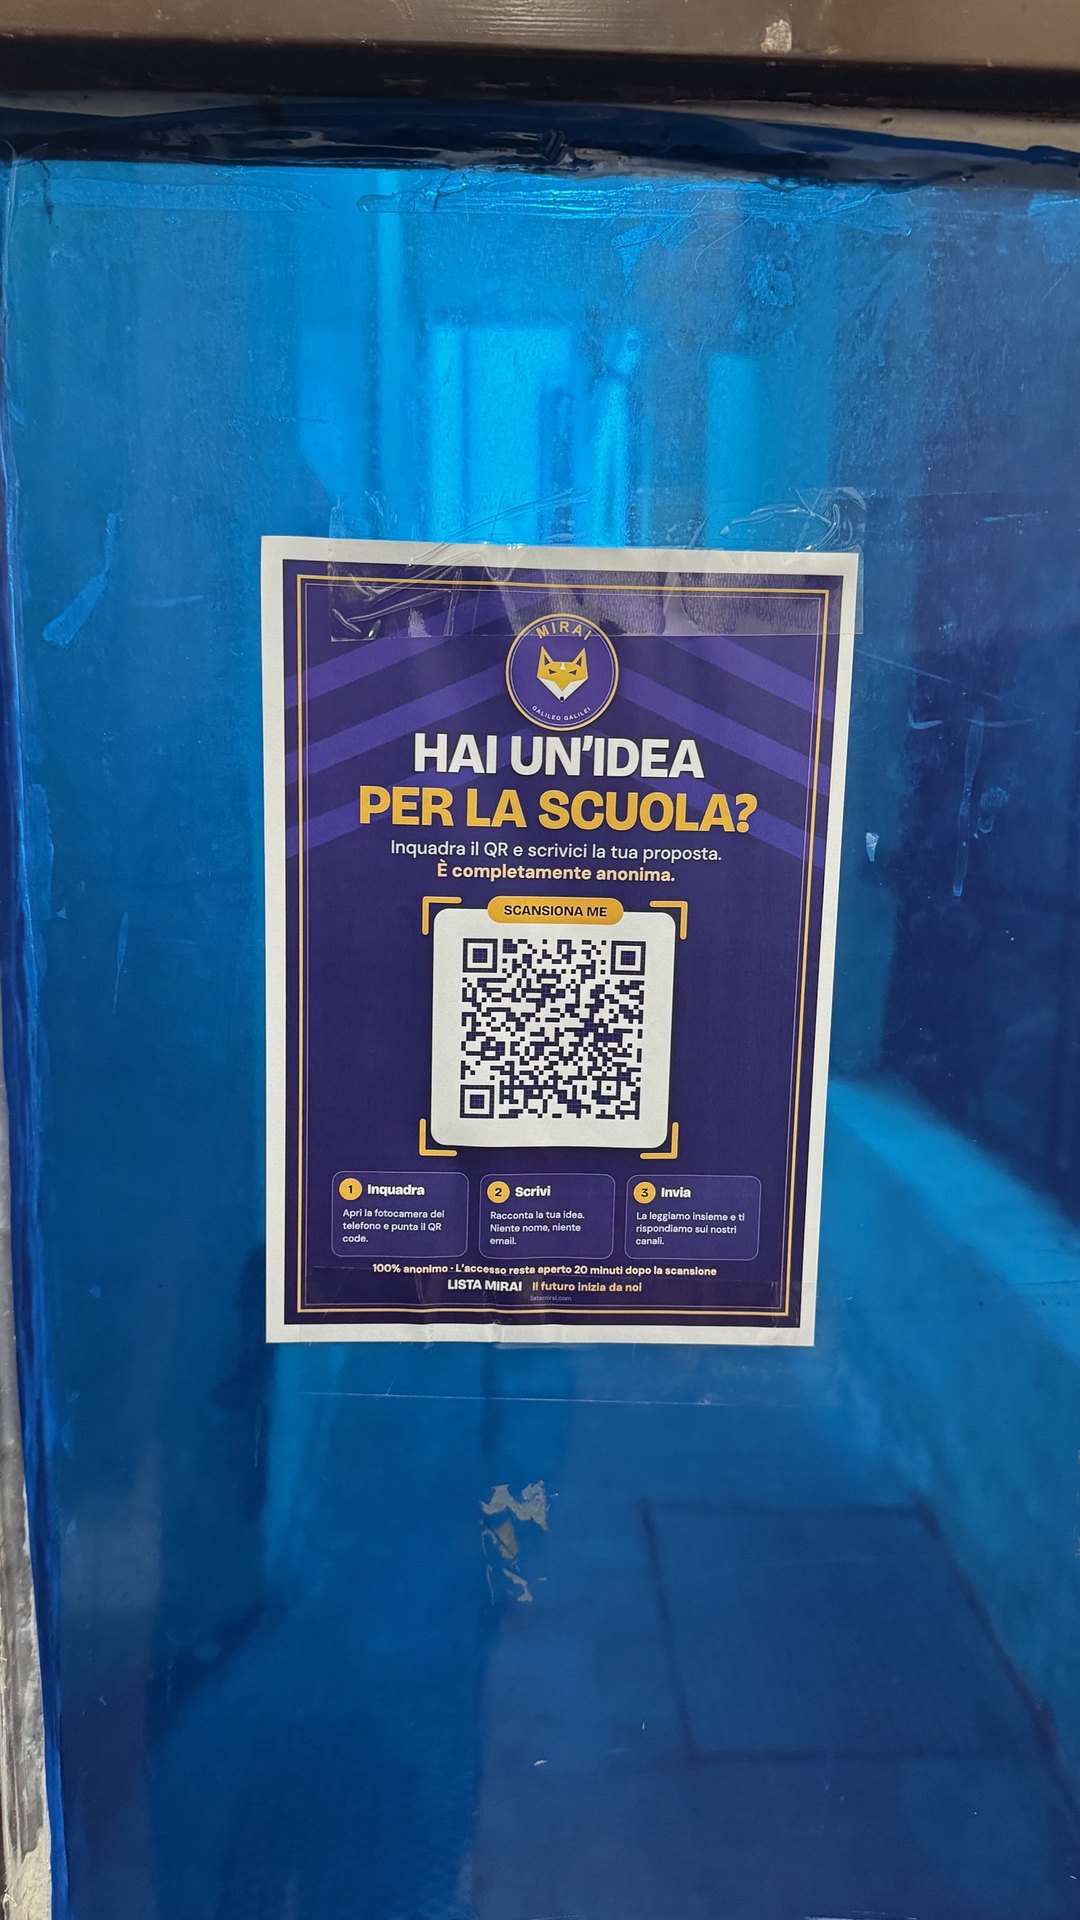 MIRAI
GALILEO GALILEI
HAI UN'IDEA
PER LA SCUOLA?
Inquadra il QR e scrivici la tua proposta.
È completamente anonima.
SCANSIONA ME
1 Inquadra
Apri la fotocamera del
telefono e punta il QR
code.
2 Scrivi
Racconta la tua idea.
Niente nome, niente
email.
3 Invia
La leggiamo insieme e ti
rispondiamo sui nostri
canali.
100% anonimo · L'accesso resta aperto 20 minuti dopo la scansione
LISTA MIRAI Il futuro inizia da noi
listamirai.com